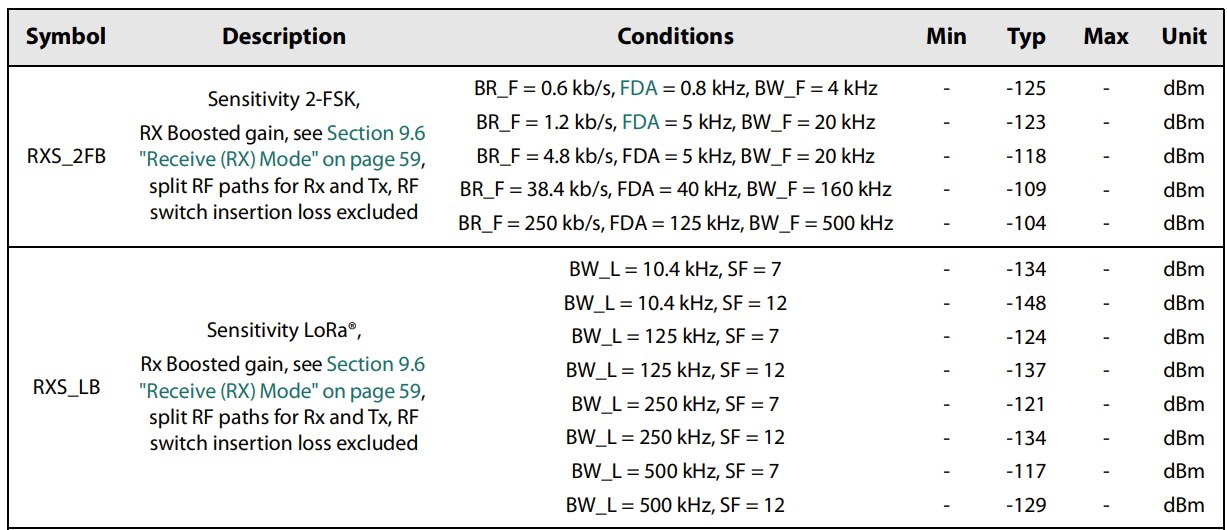 Symbol Description Conditions Min Typ Max Unit
RXS_2FB
Sensitivity 2-FSK,
RX Boosted gain, see Section 9.6
"Receive (RX) Mode" on page 59,
split RF paths for Rx and Tx, RF
switch insertion loss excluded
BR_F = 0.6 kb/s, FDA = 0.8 kHz, BW_F = 4 kHz - -125 - dBm
BR_F = 1.2 kb/s, FDA = 5 kHz, BW_F = 20 kHz - -123 - dBm
BR_F = 4.8 kb/s, FDA = 5 kHz, BW_F = 20 kHz - -118 - dBm
BR_F = 38.4 kb/s, FDA = 40 kHz, BW_F = 160 kHz - -109 - dBm
BR_F = 250 kb/s, FDA = 125 kHz, BW_F = 500 kHz - -104 - dBm
RXS_LB
Sensitivity LoRa®,
Rx Boosted gain, see Section 9.6
"Receive (RX) Mode" on page 59,
split RF paths for Rx and Tx, RF
switch insertion loss excluded
BW_L = 10.4 kHz, SF = 7 - -134 - dBm
BW_L = 10.4 kHz, SF = 12 - -148 - dBm
BW_L = 125 kHz, SF = 7 - -124 - dBm
BW_L = 125 kHz, SF = 12 - -137 - dBm
BW_L = 250 kHz, SF = 7 - -121 - dBm
BW_L = 250 kHz, SF = 12 - -134 - dBm
BW_L = 500 kHz, SF = 7 - -117 - dBm
BW_L = 500 kHz, SF = 12 - -129 - dBm